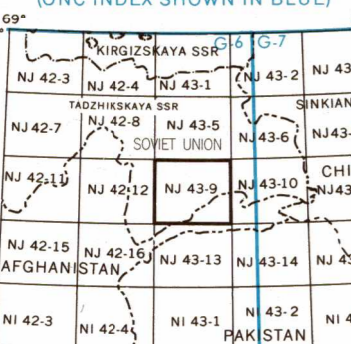 (ONC INDEX SHOWN IN BLUE)
69°
KIRGIZSKAYA SSR G-6 G-7
NJ 42-3 NJ 42-4 NJ 43-1 NJ 43-2 NJ 43
TADZHIKSKAYA SSR SINKIAN
NJ 42-7 NJ 42-8 NJ 43-5 NJ 43-6 NJ 43-
SOVIET UNION
CHI
NJ 42-11 NJ 42-12 NJ 43-9 NJ 43-10 NJ43
NJ 42-15 NJ 42-16 NJ 43-13 NJ 43-14 NJ 4
AFGHANISTAN
NI 42-3 NI 42-4 NI 43-1 NI 43-2 NI 4
PAKISTAN